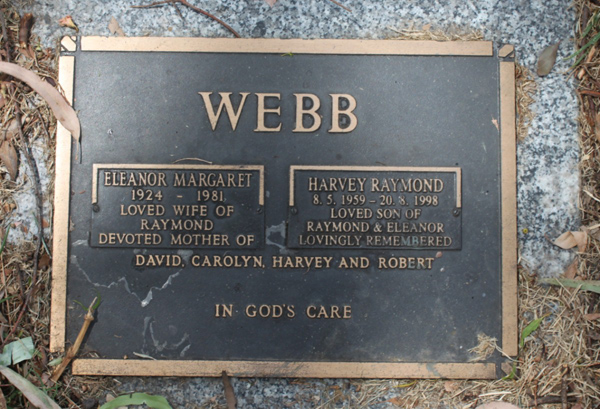 WEBB
ELEANOR MARGARET
1924 - 1981
LOVED WIFE OF
RAYMOND
DEVOTED MOTHER OF
HARVEY RAYMOND
8. 5. 1959 - 20. 8. 1998
LOVED SON OF
RAYMOND & ELEANOR
LOVINGLY REMEMBERED
DAVID, CAROLYN, HARVEY AND ROBERT
IN GOD'S CARE